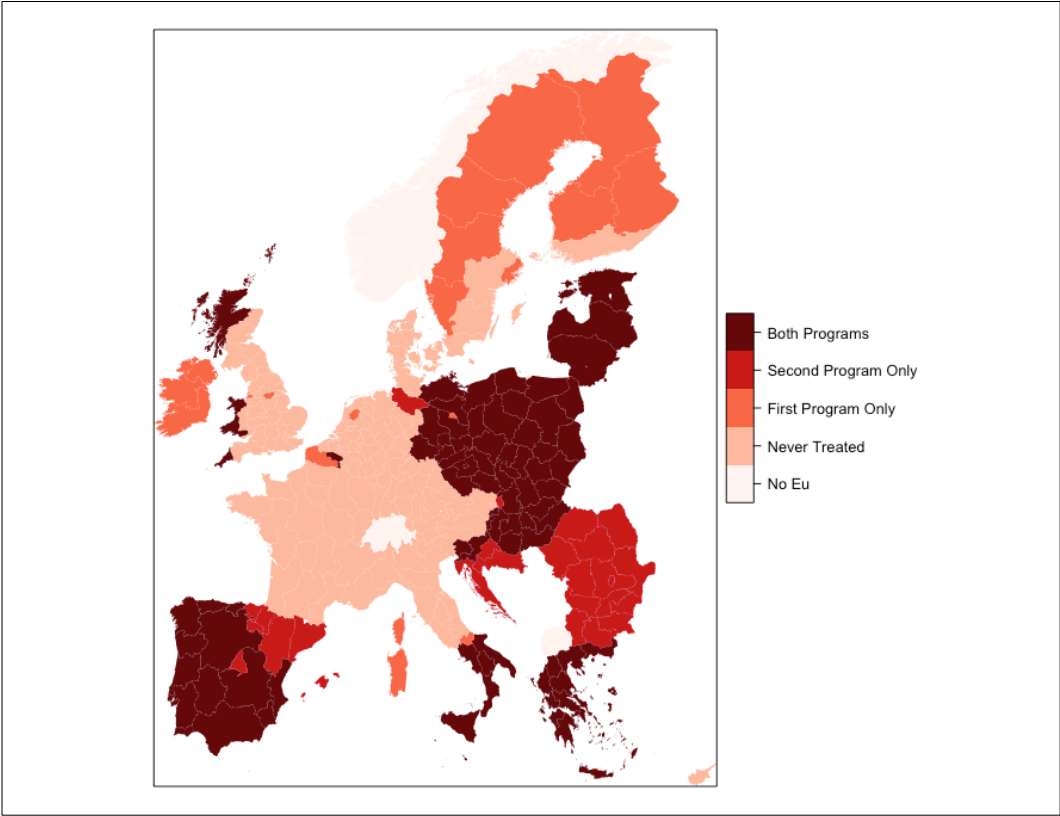 Both Programs
Second Program Only
First Program Only
Never Treated
No Eu